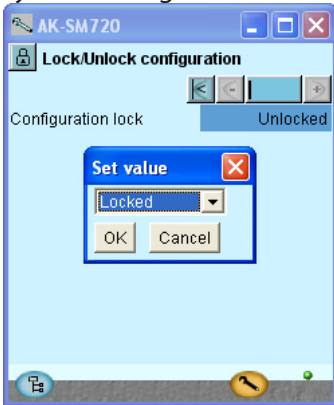 AK-SM720
Lock/Unlock configuration
Configuration lock Unlocked
Set value
Locked
OK Cancel